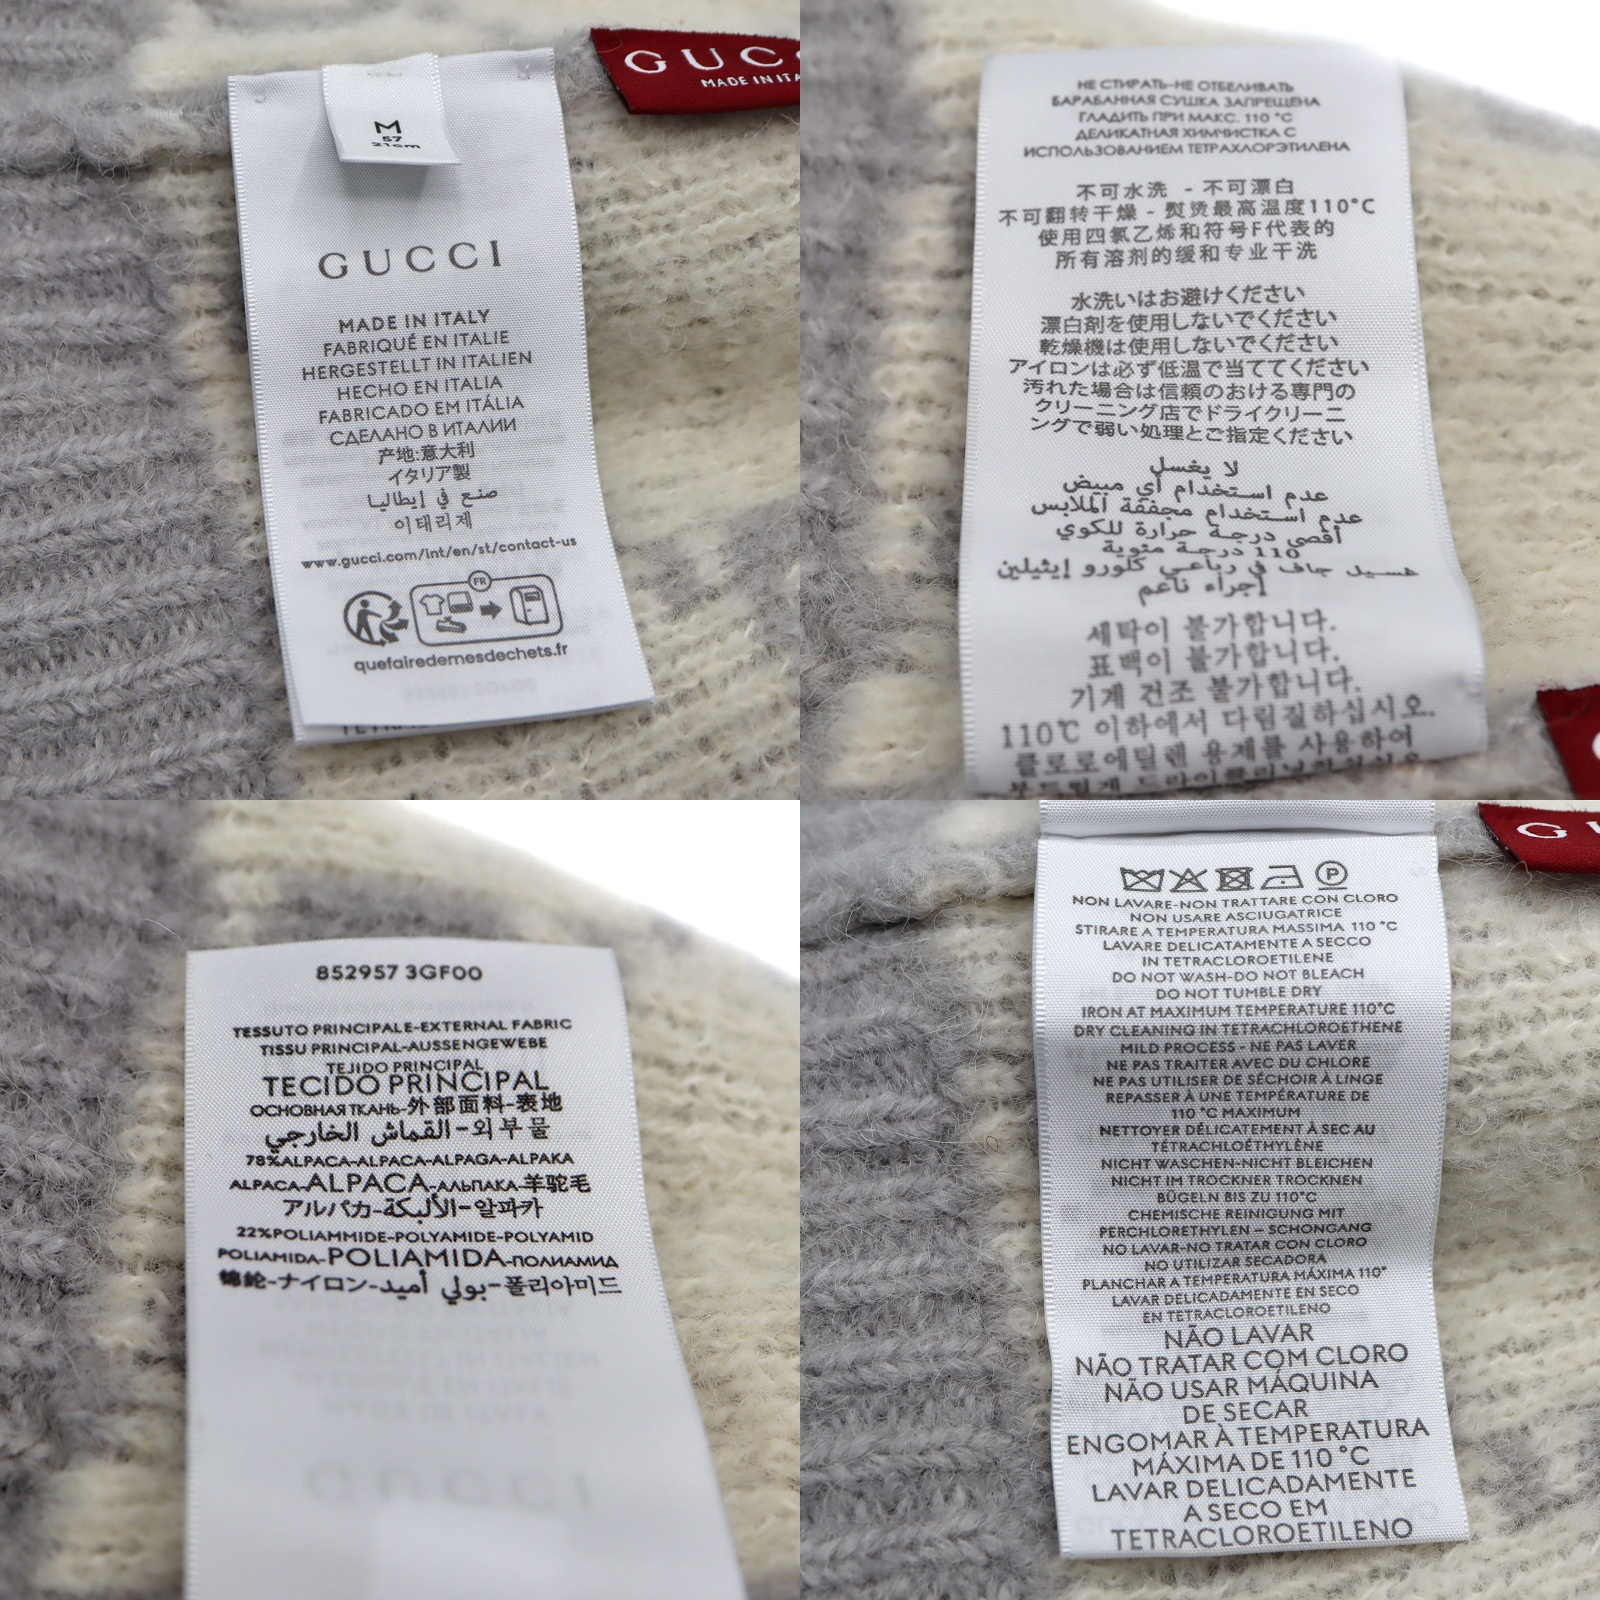 M
57
21cm
GUCCI
MADE IN ITALY
FABRIQUÉ EN ITALIE
HERGESTELLT IN ITALIEN
HECHO EN ITALIA
FABRICADO EM ITÁLIA
СДЕЛАНО В ИТАЛИИ
产地:意大利
イタリア製
صنع في إيطاليا
이태리제
www.gucci.com/int/en/st/contact-us
FR
quefairedemesdechets.fr
GUCC
MADE IN ITA
НЕ СТИРАТЬ-НЕ ОТБЕЛИВАТЬ
БАРАБАННАЯ СУШКА ЗАПРЕЩЕНА
ГЛАДИТЬ ПРИ МАКС. 110 °C
ДЕЛИКАТНАЯ ХИМЧИСТКА С
ИСПОЛЬЗОВАНИЕМ ТЕТРАХЛОРЭТИЛЕНА
不可水洗 - 不可漂白
不可翻转干燥 - 熨烫最高温度110°C
使用四氯乙烯和符号F代表的
所有溶剂的缓和专业干洗
水洗いはお避けください
漂白剤を使用しないでください
乾燥機は使用しないでください
アイロンは必ず低温で当ててください
汚れた場合は信頼のおける専門の
クリーニング店でドライクリーニ
ングで弱い処理とご指定ください
لا يغسل
عدم استخدام أي مبيض
عدم استخدام مجففة الملابس
أقصى درجة حرارة للكوي
110 درجة مئوية
جاف في رباعي كلورو إيثيلين
إجراء ناعم
세탁이 불가합니다.
표백이 불가합니다.
기계 건조 불가합니다.
110℃ 이하에서 다림질하십시오.
클로로에틸렌 용제를 사용하여
부드럽게 드라이클리닝하십시오
852957 3GF00
TESSUTO PRINCIPALE-EXTERNAL FABRIC
TISSU PRINCIPAL-AUSSENGEWEBE
TEJIDO PRINCIPAL
TECIDO PRINCIPAL
ОСНОВНАЯ ТКАНЬ-外部面料-表地
القماش الخارجي-외부물
78%ALPACA-ALPACA-ALPAGA-ALPAKA
ALPACA-ALPACA-АЛЬПАКА-羊驼毛
アルパカ-الألبكة-알파카
22%POLIAMMIDE-POLYAMIDE-POLYAMID
POLIAMIDA-POLIAMIDA-ПОЛИАМИД
锦纶-ナイロン-بولي أميد-폴리아미드
G
P
NON LAVARE-NON TRATTARE CON CLORO
NON USARE ASCIUGATRICE
STIRARE A TEMPERATURA MASSIMA 110 °C
LAVARE DELICATAMENTE A SECCO
IN TETRACLOROETILENE
DO NOT WASH-DO NOT BLEACH
DO NOT TUMBLE DRY
IRON AT MAXIMUM TEMPERATURE 110°C
DRY CLEANING IN TETRACHLOROETHENE
MILD PROCESS - NE PAS LAVER
NE PAS TRAITER AVEC DU CHLORE
NE PAS UTILISER DE SÉCHOIR À LINGE
REPASSER À UNE TEMPÉRATURE DE
110 °C MAXIMUM
NETTOYER DÉLICATEMENT À SEC AU
TÉTRACHLOÉTHYLÈNE
NICHT WASCHEN-NICHT BLEICHEN
NICHT IM TROCKNER TROCKNEN
BÜGELN BIS ZU 110°C
CHEMISCHE REINIGUNG MIT
PERCHLORETHYLEN – SCHONGANG
NO LAVAR-NO TRATAR CON CLORO
NO UTILIZAR SECADORA
PLANCHAR A TEMPERATURA MÁXIMA 110°
LAVAR DELICADAMENTE EN SECO
EN TETRACLOROETILENO
NÃO LAVAR
NÃO TRATAR COM CLORO
NÃO USAR MÁQUINA
DE SECAR
ENGOMAR À TEMPERATURA
MÁXIMA DE 110 °C
LAVAR DELICADAMENTE
A SECO EM
TETRACLOROETILENO